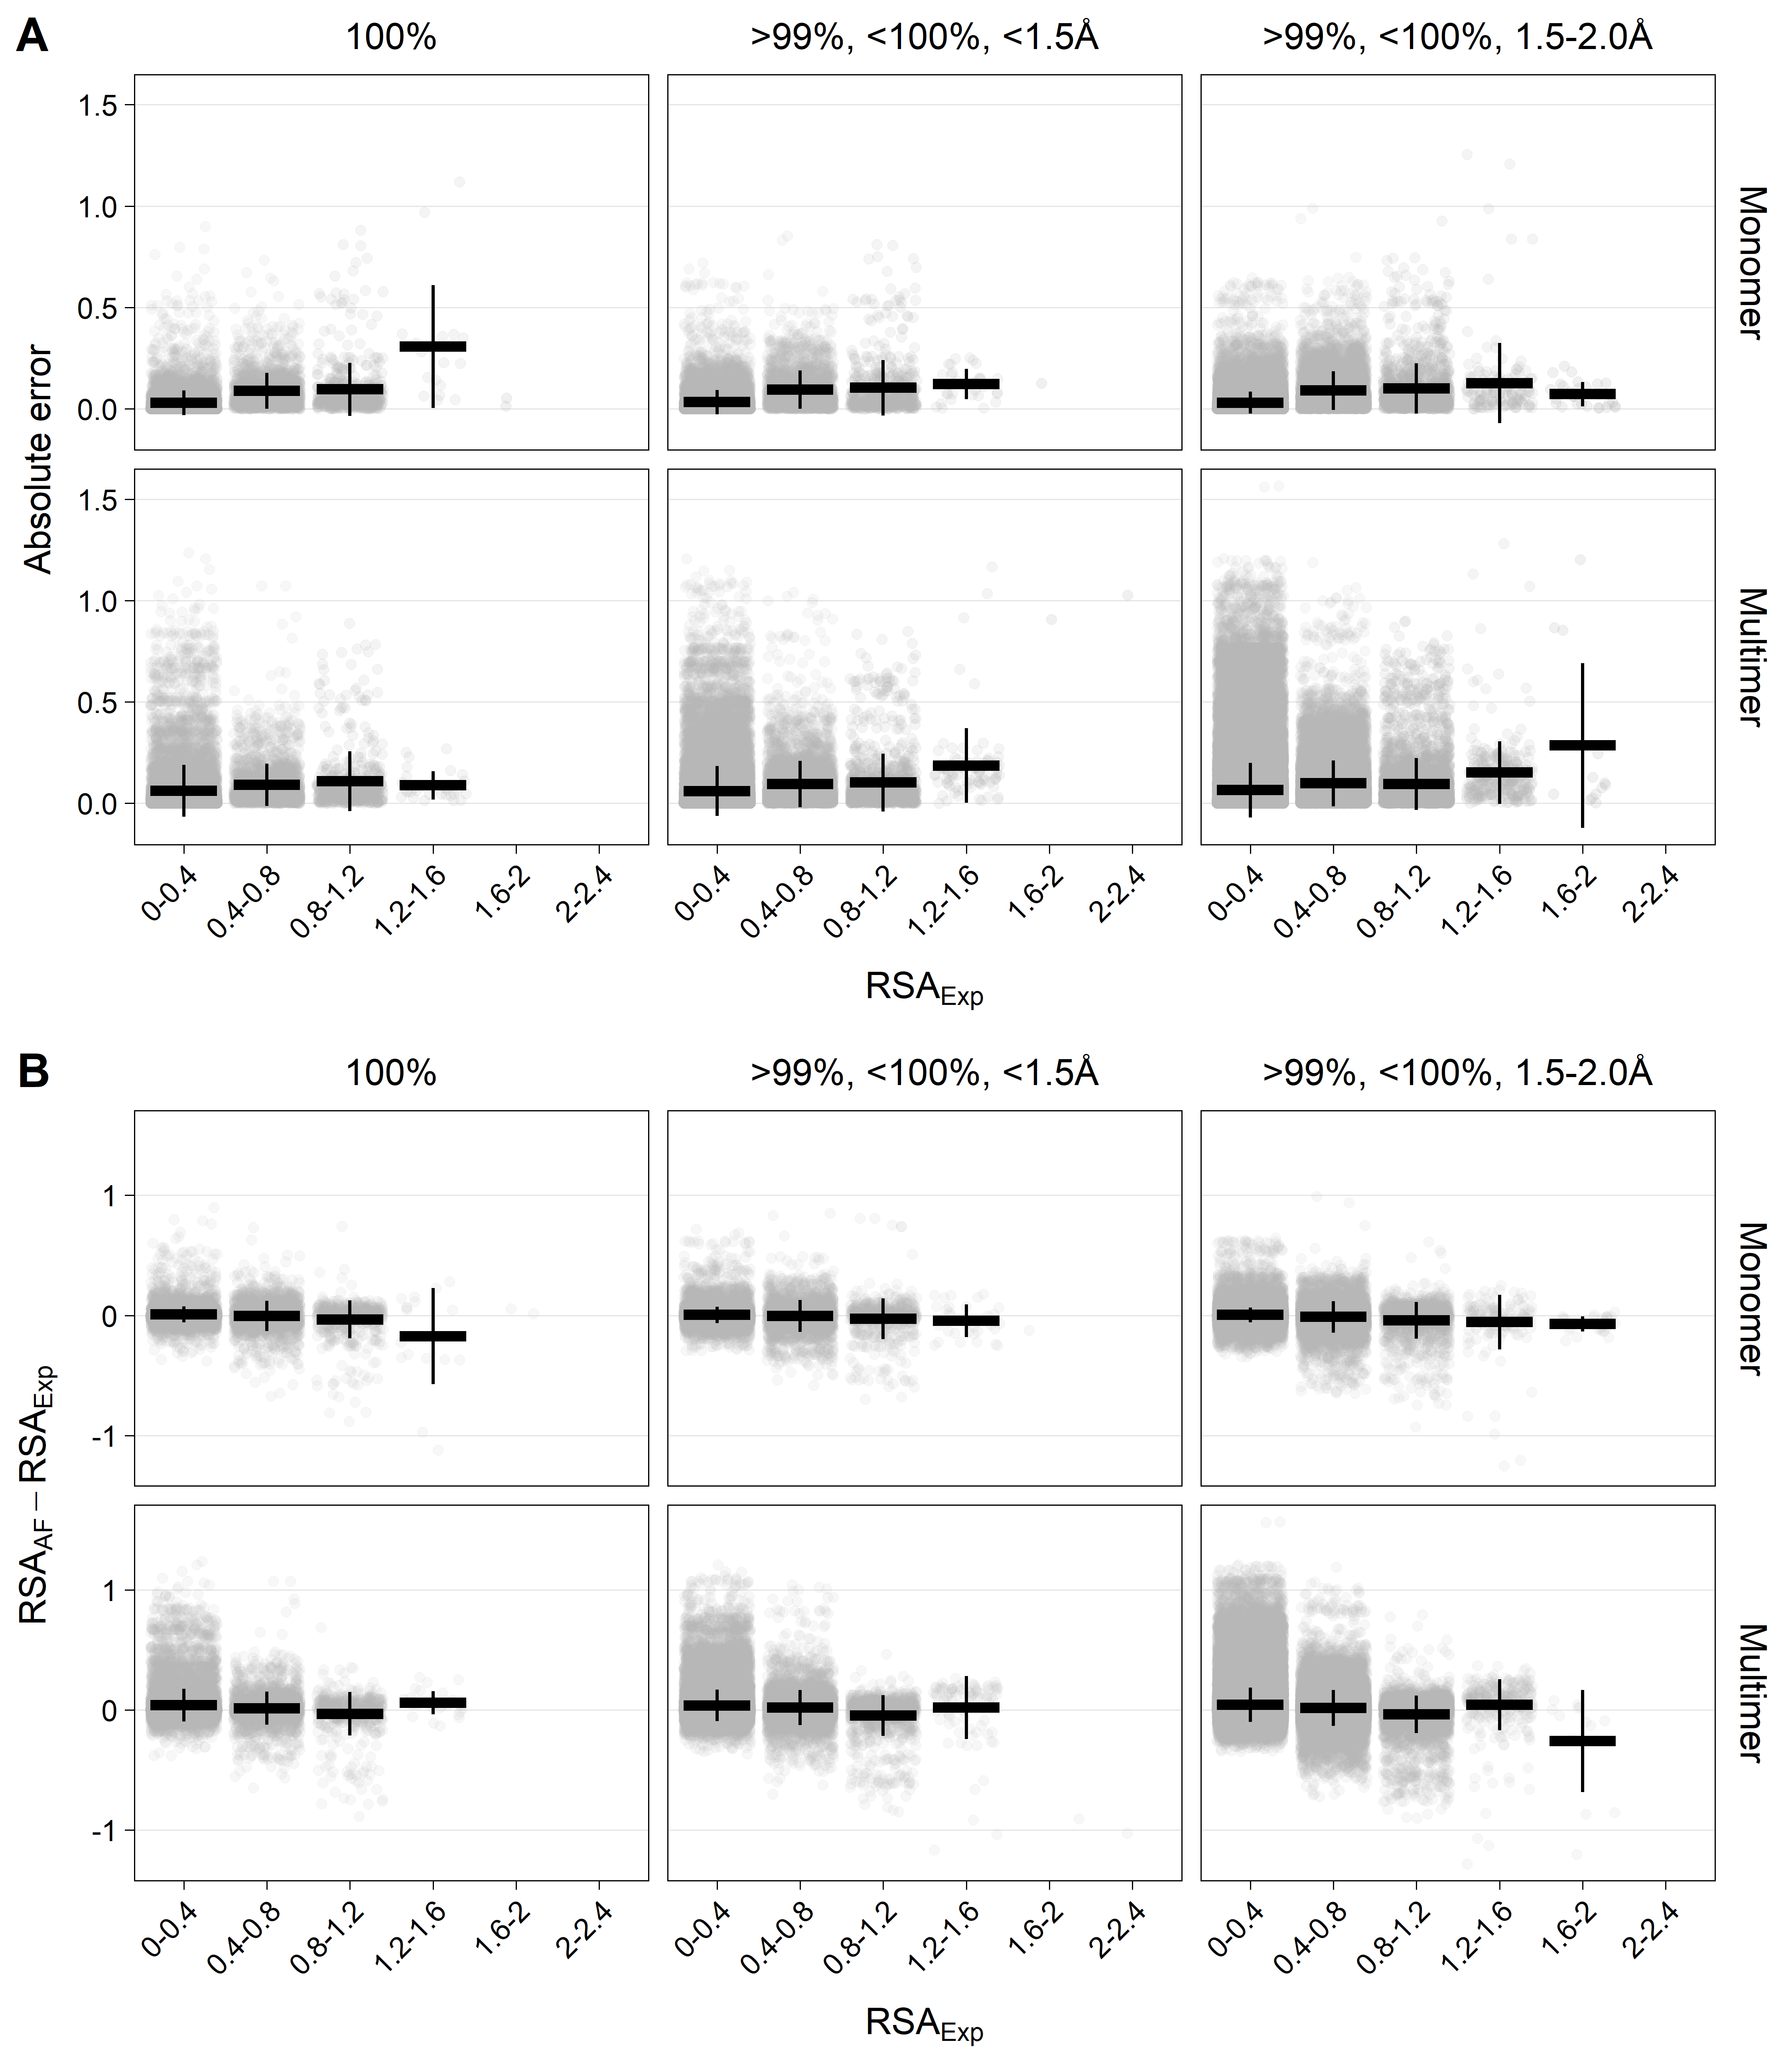 A
100%
>99%, <100%, <1.5Å
>99%, <100%, 1.5-2.0Å
Absolute error
1.5
1.0
0.5
0.0
Monomer
1.5
1.0
0.5
0.0
Multimer
0-0.4 0.4-0.8 0.8-1.2 1.2-1.6 1.6-2 2-2.4
0-0.4 0.4-0.8 0.8-1.2 1.2-1.6 1.6-2 2-2.4
0-0.4 0.4-0.8 0.8-1.2 1.2-1.6 1.6-2 2-2.4
RSAExp
B
100%
>99%, <100%, <1.5Å
>99%, <100%, 1.5-2.0Å
RSAAF − RSAExp
1
0
-1
Monomer
1
0
-1
Multimer
0-0.4 0.4-0.8 0.8-1.2 1.2-1.6 1.6-2 2-2.4
0-0.4 0.4-0.8 0.8-1.2 1.2-1.6 1.6-2 2-2.4
0-0.4 0.4-0.8 0.8-1.2 1.2-1.6 1.6-2 2-2.4
RSAExp